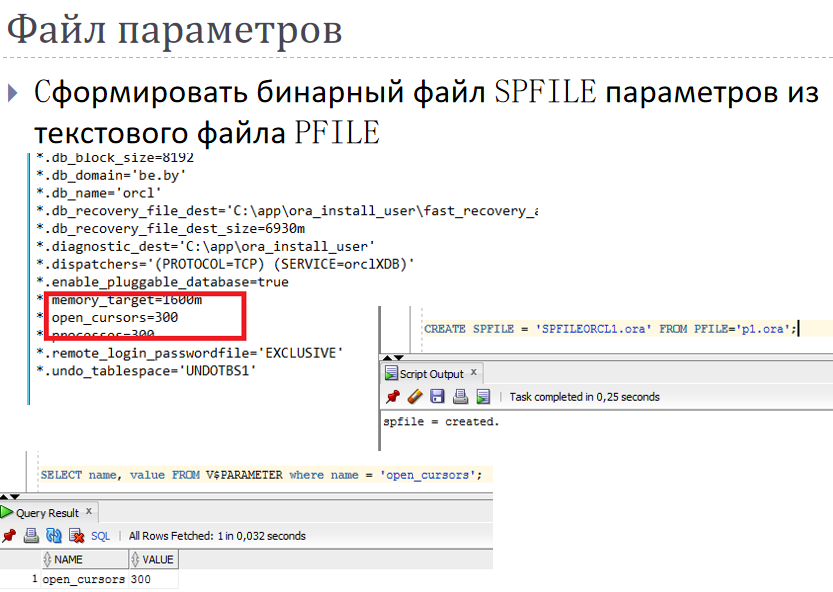 Файл параметров
Сформировать бинарный файл SPFILE параметров из
текстового файла PFILE
*.db_block_size=8192
*.db_domain='be.by'
*.db_name='orcl'
*.db_recovery_file_dest='C:\app\ora_install_user\fast_recovery_a
*.db_recovery_file_dest_size=6930m
*.diagnostic_dest='C:\app\ora_install_user'
*.dispatchers='(PROTOCOL=TCP) (SERVICE=orclXDB)'
*.enable_pluggable_database=true
*.memory_target=1600m
open_cursors=300
processes=300
*.remote_login_passwordfile='EXCLUSIVE'
*.undo_tablespace='UNDOTBS1'
CREATE SPFILE = 'SPFILEORCL1.ora' FROM PFILE='p1.ora';
Script Output x
Task completed in 0,25 seconds
spfile = created.
SELECT name, value FROM V$PARAMETER where name = 'open_cursors';
Query Result x
SQL | All Rows Fetched: 1 in 0,032 seconds
NAME VALUE
1 open_cursors 300